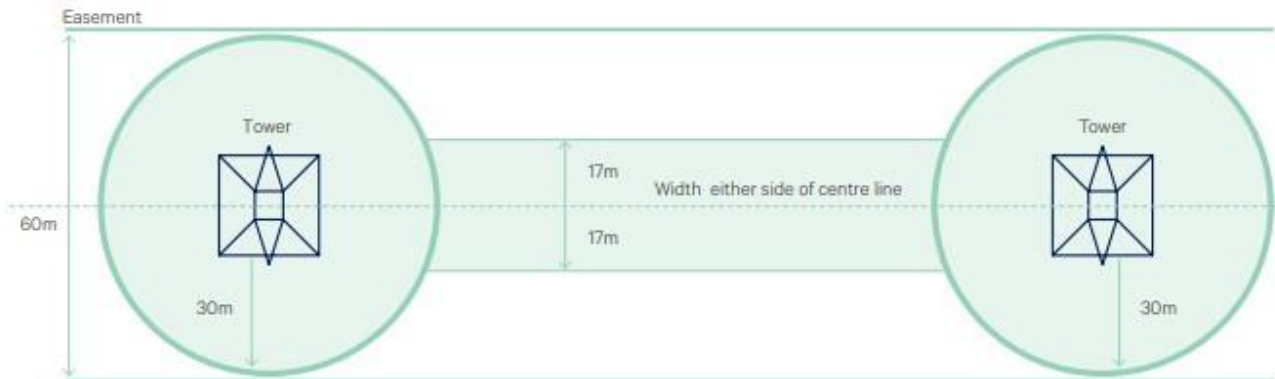 Easement
Tower
Tower
17m
Width either side of centre line
60m
17m
30m
30m